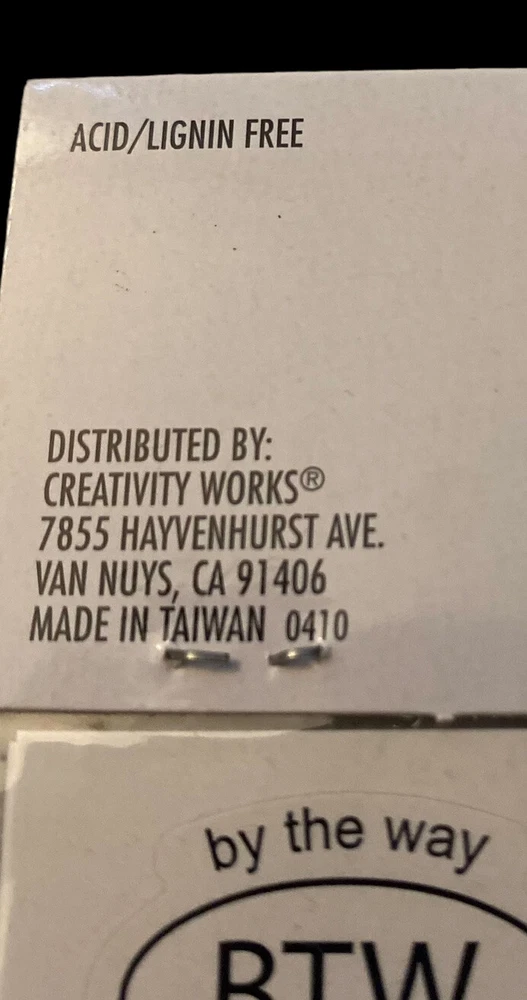 ACID/LIGNIN FREE
DISTRIBUTED BY:
CREATIVITY WORKS®
7855 HAYVENHURST AVE.
VAN NUYS, CA 91406
MADE IN TAIWAN 0410
by the way
BTW